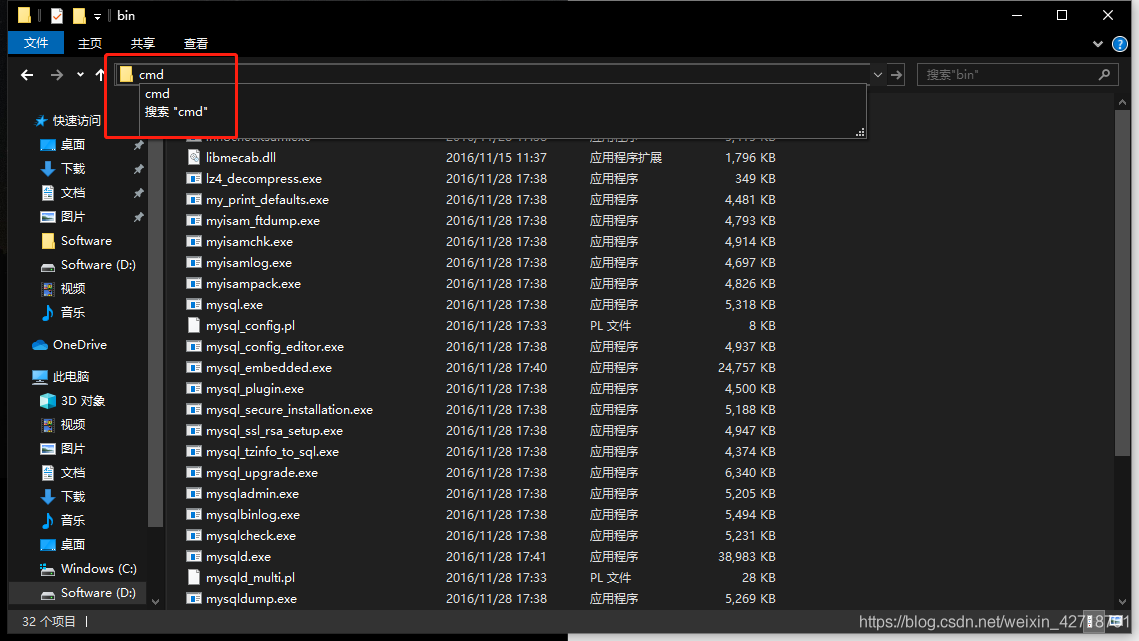 bin
文件 主页 共享 查看
cmd 搜索"bin"
cmd
搜索 "cmd"
快速访问
桌面
下载
文档
图片
Software
Software (D:)
视频
音乐
OneDrive
此电脑
3D 对象
视频
图片
文档
下载
音乐
桌面
Windows (C:)
Software (D:)
libmecab.dll 2016/11/15 11:37 应用程序扩展 1,796 KB
lz4_decompress.exe 2016/11/28 17:38 应用程序 349 KB
my_print_defaults.exe 2016/11/28 17:38 应用程序 4,481 KB
myisam_ftdump.exe 2016/11/28 17:38 应用程序 4,793 KB
myisamchk.exe 2016/11/28 17:38 应用程序 4,914 KB
myisamlog.exe 2016/11/28 17:38 应用程序 4,697 KB
myisampack.exe 2016/11/28 17:38 应用程序 4,826 KB
mysql.exe 2016/11/28 17:38 应用程序 5,318 KB
mysql_config.pl 2016/11/28 17:33 PL 文件 8 KB
mysql_config_editor.exe 2016/11/28 17:38 应用程序 4,937 KB
mysql_embedded.exe 2016/11/28 17:40 应用程序 24,757 KB
mysql_plugin.exe 2016/11/28 17:38 应用程序 4,500 KB
mysql_secure_installation.exe 2016/11/28 17:38 应用程序 5,188 KB
mysql_ssl_rsa_setup.exe 2016/11/28 17:38 应用程序 4,947 KB
mysql_tzinfo_to_sql.exe 2016/11/28 17:38 应用程序 4,374 KB
mysql_upgrade.exe 2016/11/28 17:38 应用程序 6,340 KB
mysqladmin.exe 2016/11/28 17:38 应用程序 5,205 KB
mysqlbinlog.exe 2016/11/28 17:38 应用程序 5,494 KB
mysqlcheck.exe 2016/11/28 17:38 应用程序 5,231 KB
mysqld.exe 2016/11/28 17:41 应用程序 38,983 KB
mysqld_multi.pl 2016/11/28 17:33 PL 文件 28 KB
mysqldump.exe 2016/11/28 17:38 应用程序 5,269 KB
32 个项目